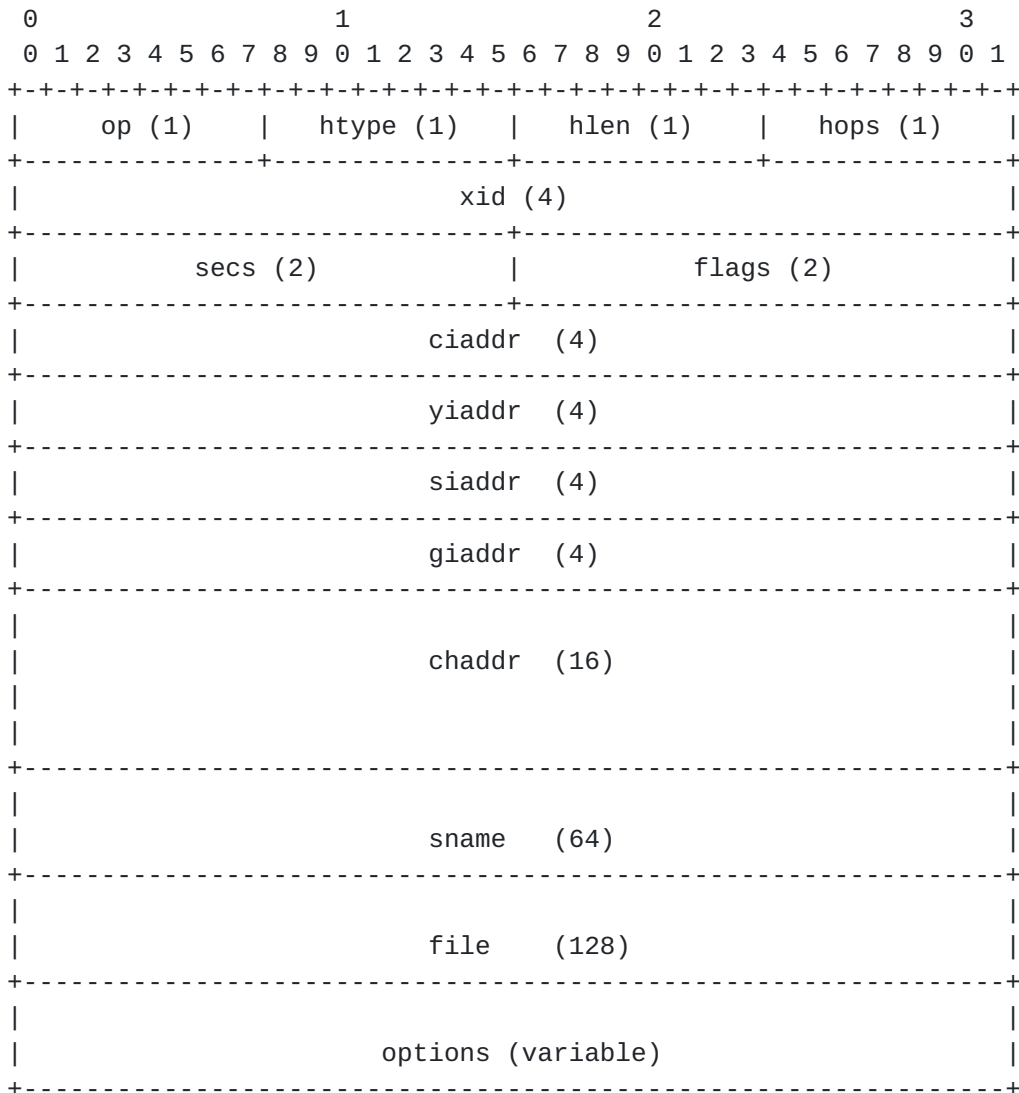 0                   1                   2                   3
 0 1 2 3 4 5 6 7 8 9 0 1 2 3 4 5 6 7 8 9 0 1 2 3 4 5 6 7 8 9 0 1
+-+-+-+-+-+-+-+-+-+-+-+-+-+-+-+-+-+-+-+-+-+-+-+-+-+-+-+-+-+-+-+-+
|     op (1)    |   htype (1)   |   hlen (1)    |   hops (1)    |
+---------------+---------------+---------------+---------------+
|                            xid (4)                            |
+-------------------------------+-------------------------------+
|           secs (2)            |           flags (2)           |
+-------------------------------+-------------------------------+
|                          ciaddr  (4)                          |
+---------------------------------------------------------------+
|                          yiaddr  (4)                          |
+---------------------------------------------------------------+
|                          siaddr  (4)                          |
+---------------------------------------------------------------+
|                          giaddr  (4)                          |
+---------------------------------------------------------------+
|                                                               |
|                          chaddr  (16)                         |
|                                                               |
|                                                               |
+---------------------------------------------------------------+
|                                                               |
|                          sname   (64)                         |
+---------------------------------------------------------------+
|                                                               |
|                          file    (128)                        |
+---------------------------------------------------------------+
|                                                               |
|                       options (variable)                      |
+---------------------------------------------------------------+